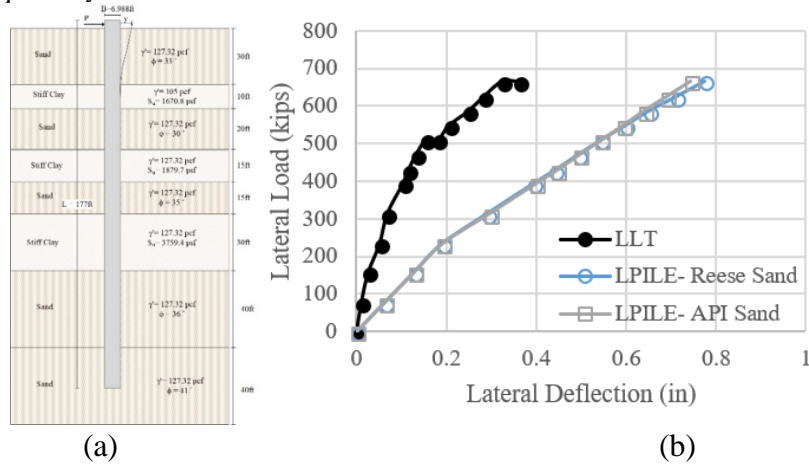 B=6.988ft
P
y
Sand
γ'= 127.32 pcf
ϕ = 33°
30ft
Stiff Clay
γ'= 105 pcf
Sᵤ= 1670.8 psf
10ft
Sand
γ'= 127.32 pcf
ϕ = 30°
20ft
Stiff Clay
γ'= 127.32 pcf
Sᵤ= 1879.7 psf
15ft
Sand
L = 177ft
γ'= 127.32 pcf
ϕ = 35°
15ft
Stiff Clay
γ'= 127.32 pcf
Sᵤ= 3759.4 psf
30ft
Sand
γ'= 127.32 pcf
ϕ = 36°
40ft
Sand
γ'= 127.32 pcf
ϕ = 41°
40ft
(a)
Lateral Load (kips)
800
700
600
500
400
300
200
100
0
LLT
LPILE- Reese Sand
LPILE- API Sand
0 0.2 0.4 0.6 0.8 1
Lateral Deflection (in)
(b)